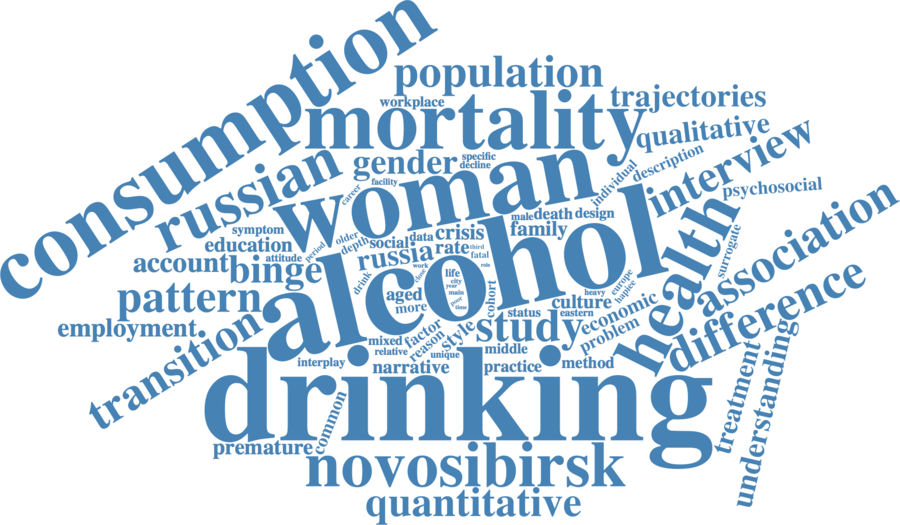 consumption
population
workplace
mortality
trajectories
qualitative
russian
gender
specific
decline
woman
individual
description
interview
psychosocial
career
facility
symptom
education
attitude
period
older
depth
social
data
crisis
male
death
design
family
account
binge
russia
rate
third
fatal
role
work
close
drink
life
city
year
main
poor
time
alcohol
health
surrogate
association
difference
pattern
employment
transition
aged
more
cohort
europe
hapiee
heavy
culture
status
eastern
economic
problem
study
style
factor
reason
mixed
relative
unique
middle
interplay
narrative
practice
method
drinking
treatment
understanding
common
premature
novosibirsk
quantitative